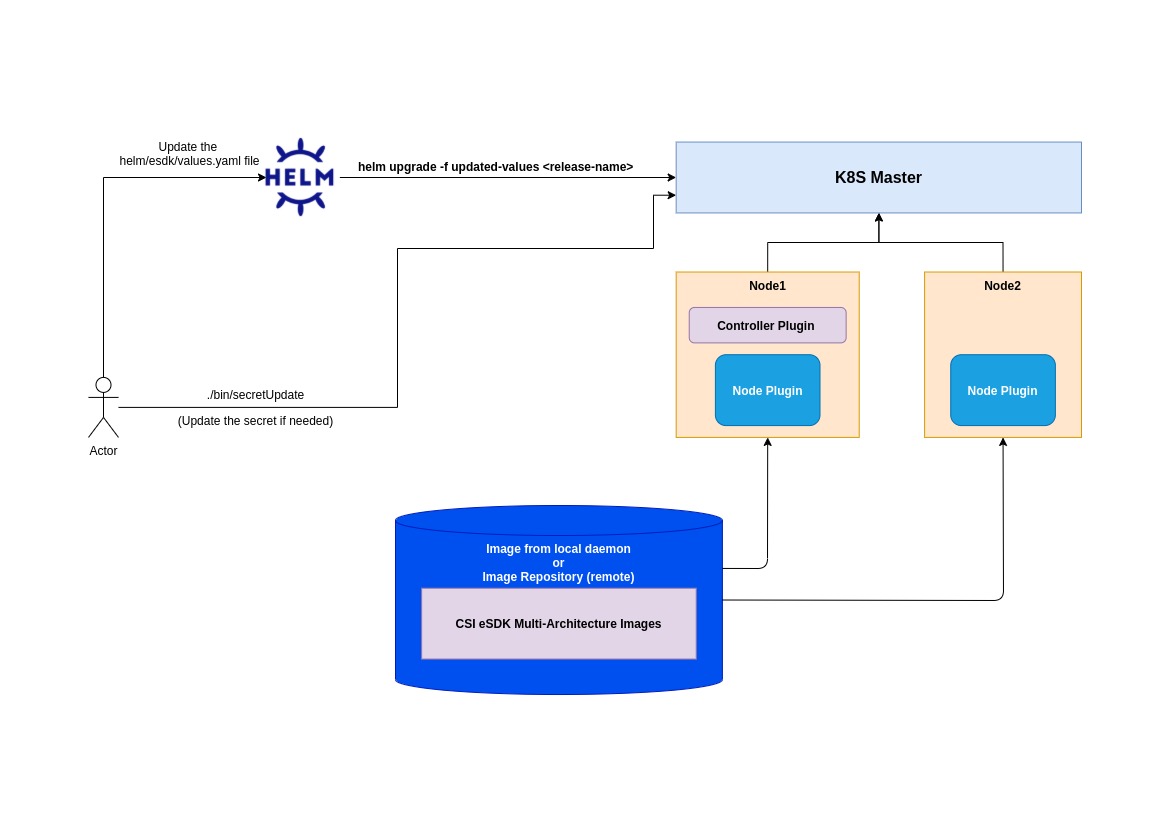 Update the
helm/esdk/values.yaml file
HELM
helm upgrade -f updated-values <release-name>
K8S Master
Node1
Controller Plugin
Node Plugin
Node2
Node Plugin
./bin/secretUpdate
(Update the secret if needed)
Actor
Image from local daemon
or
Image Repository (remote)
CSI eSDK Multi-Architecture Images